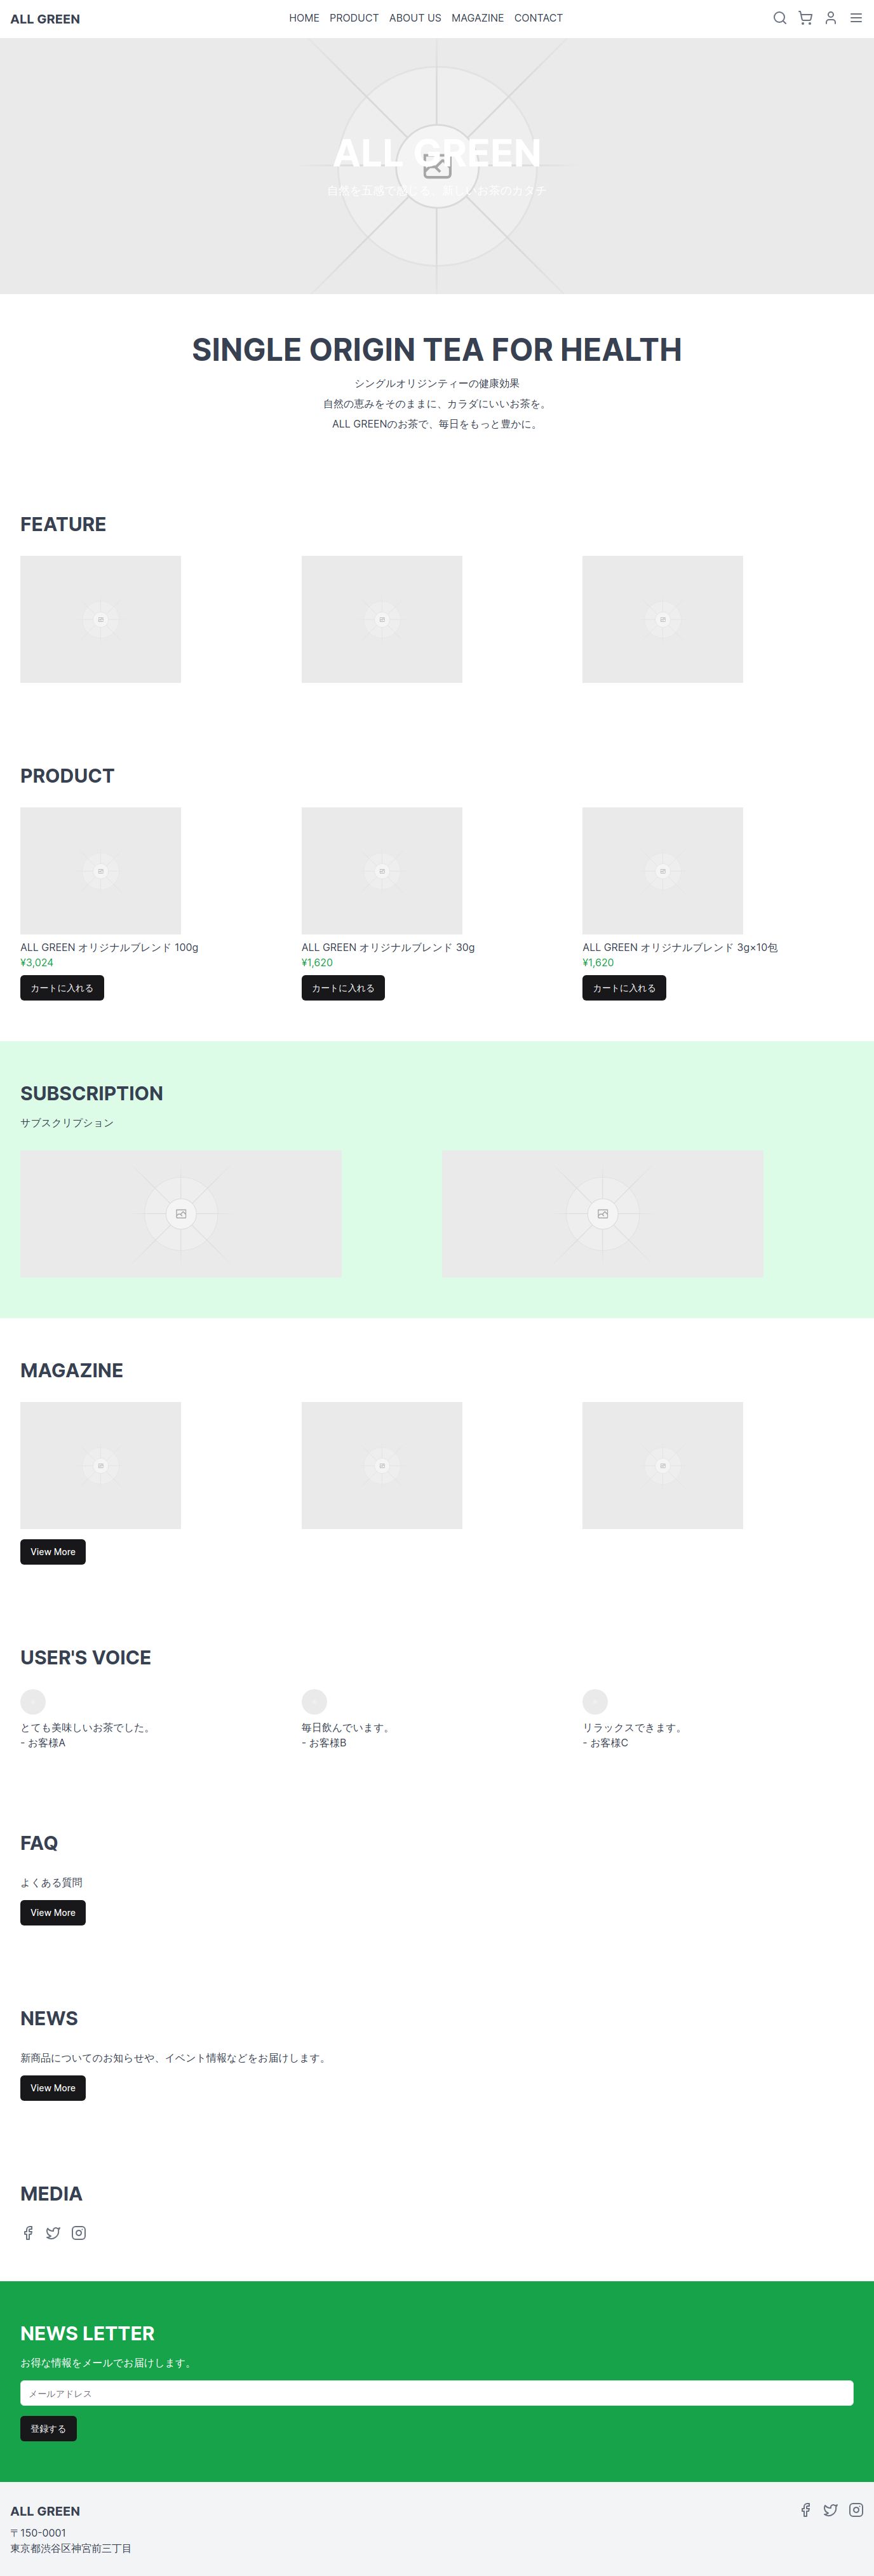 ALL GREEN
HOME PRODUCT ABOUT US MAGAZINE CONTACT
ALL GREEN
自然を五感で感じる、新しいお茶のカタチ
SINGLE ORIGIN TEA FOR HEALTH
シングルオリジンティーの健康効果
自然の恵みをそのままに、カラダにいいお茶を。
ALL GREENのお茶で、毎日をもっと豊かに。
FEATURE
PRODUCT
ALL GREEN オリジナルブレンド 100g
¥3,024
カートに入れる
ALL GREEN オリジナルブレンド 30g
¥1,620
カートに入れる
ALL GREEN オリジナルブレンド 3g×10包
¥1,620
カートに入れる
SUBSCRIPTION
サブスクリプション
MAGAZINE
View More
USER'S VOICE
とても美味しいお茶でした。
- お客様A
毎日飲んでいます。
- お客様B
リラックスできます。
- お客様C
FAQ
よくある質問
View More
NEWS
新商品についてのお知らせや、イベント情報などをお届けします。
View More
MEDIA
NEWS LETTER
お得な情報をメールでお届けします。
メールアドレス
登録する
ALL GREEN
〒150-0001
東京都渋谷区神宮前三丁目